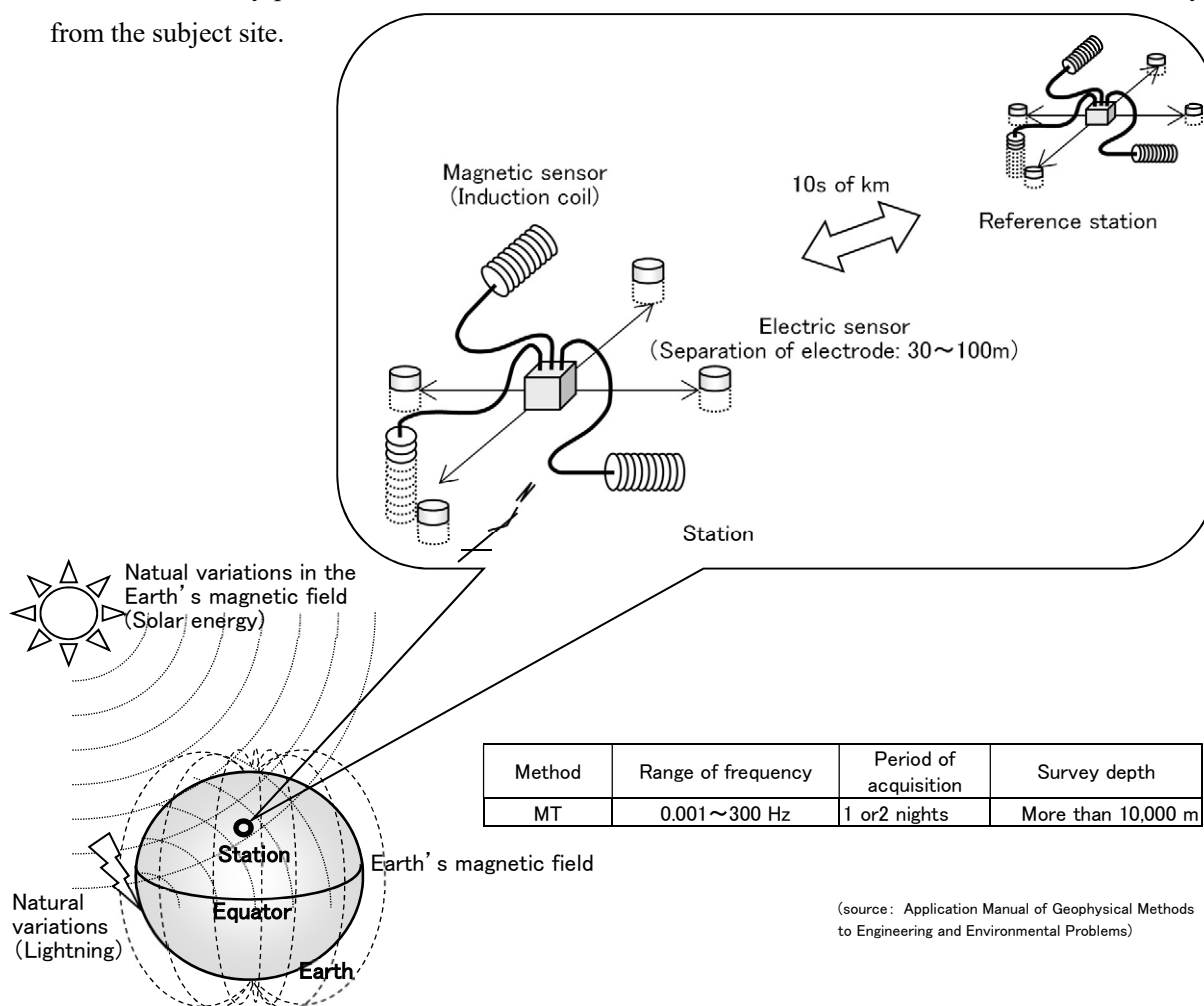 from the subject site.
Magnetic sensor
(Induction coil)
10s of km
Reference station
Electric sensor
(Separation of electrode: 30～100m)
Station
Natual variations in the
Earth's magnetic field
(Solar energy)
Method Range of frequency Period of acquisition Survey depth
MT 0.001～300 Hz 1 or2 nights More than 10,000 m
Station
Earth's magnetic field
Equator
Natural
variations
(Lightning)
Earth
(source: Application Manual of Geophysical Methods
to Engineering and Environmental Problems)